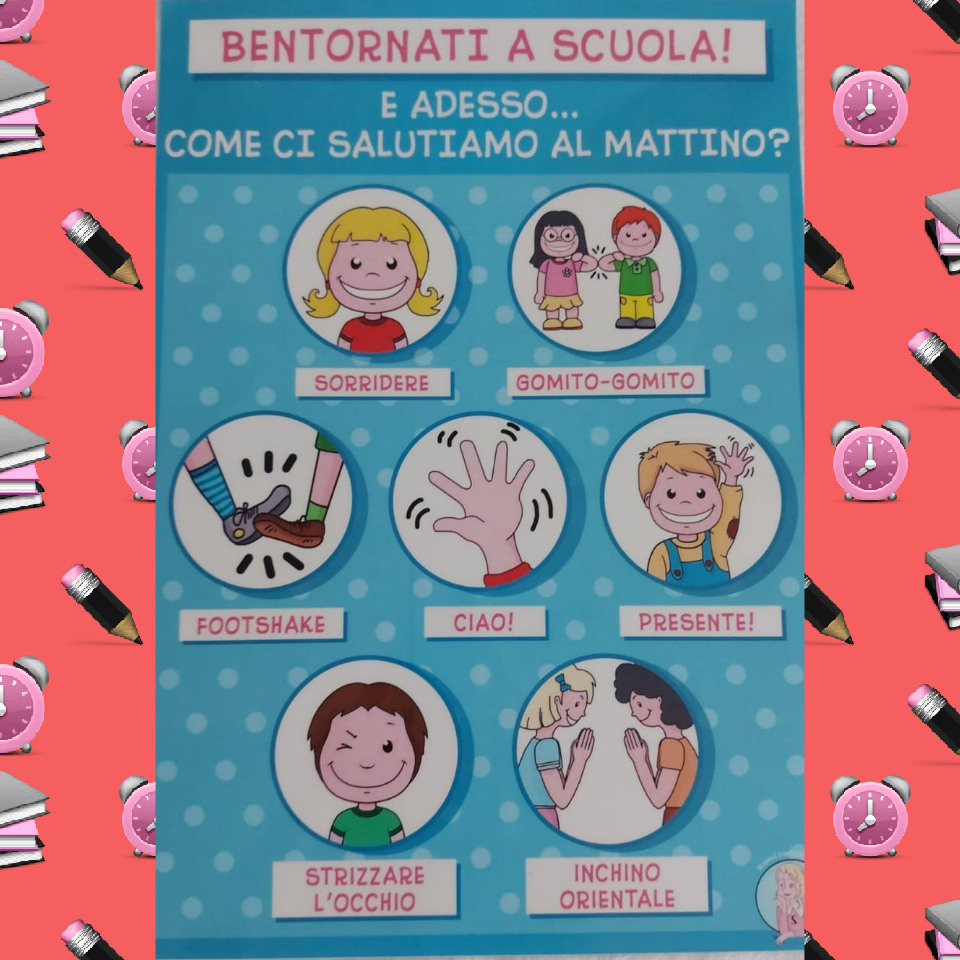 BENTORNATI A SCUOLA!
E ADESSO...
COME CI SALUTIAMO AL MATTINO?
SORRIDERE
GOMITO-GOMITO
FOOTSHAKE
CIAO!
PRESENTE!
STRIZZARE
L'OCCHIO
INCHINO
ORIENTALE